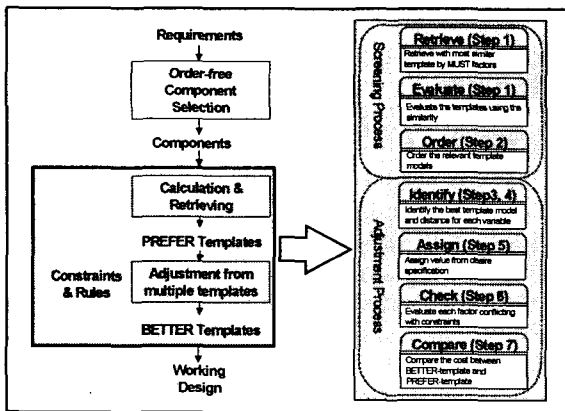 Requirements
Order-free
Component
Selection
Components
Calculation &
Retrieving
PREFER Templates
Constraints
& Rules
Adjustment from
multiple templates
BETTER Templates
Working
Design
Screening Process
Retrieve (Step 1)
Retrieve with most similar
template by MUST factors
Evaluate (Step 1)
Evaluate the templates using the
similarity
Order (Step 2)
Order the relevant template
models
Adjustment Process
Identify (Step3, 4)
Identify the best template model
and distance for each variable
Assign (Step 5)
Assign value from desire
specification
Check (Step 6)
Evaluate each factor conflicting
with constraints
Compare (Step 7)
Compare the cost between
BETTER-template and
PREFER-template